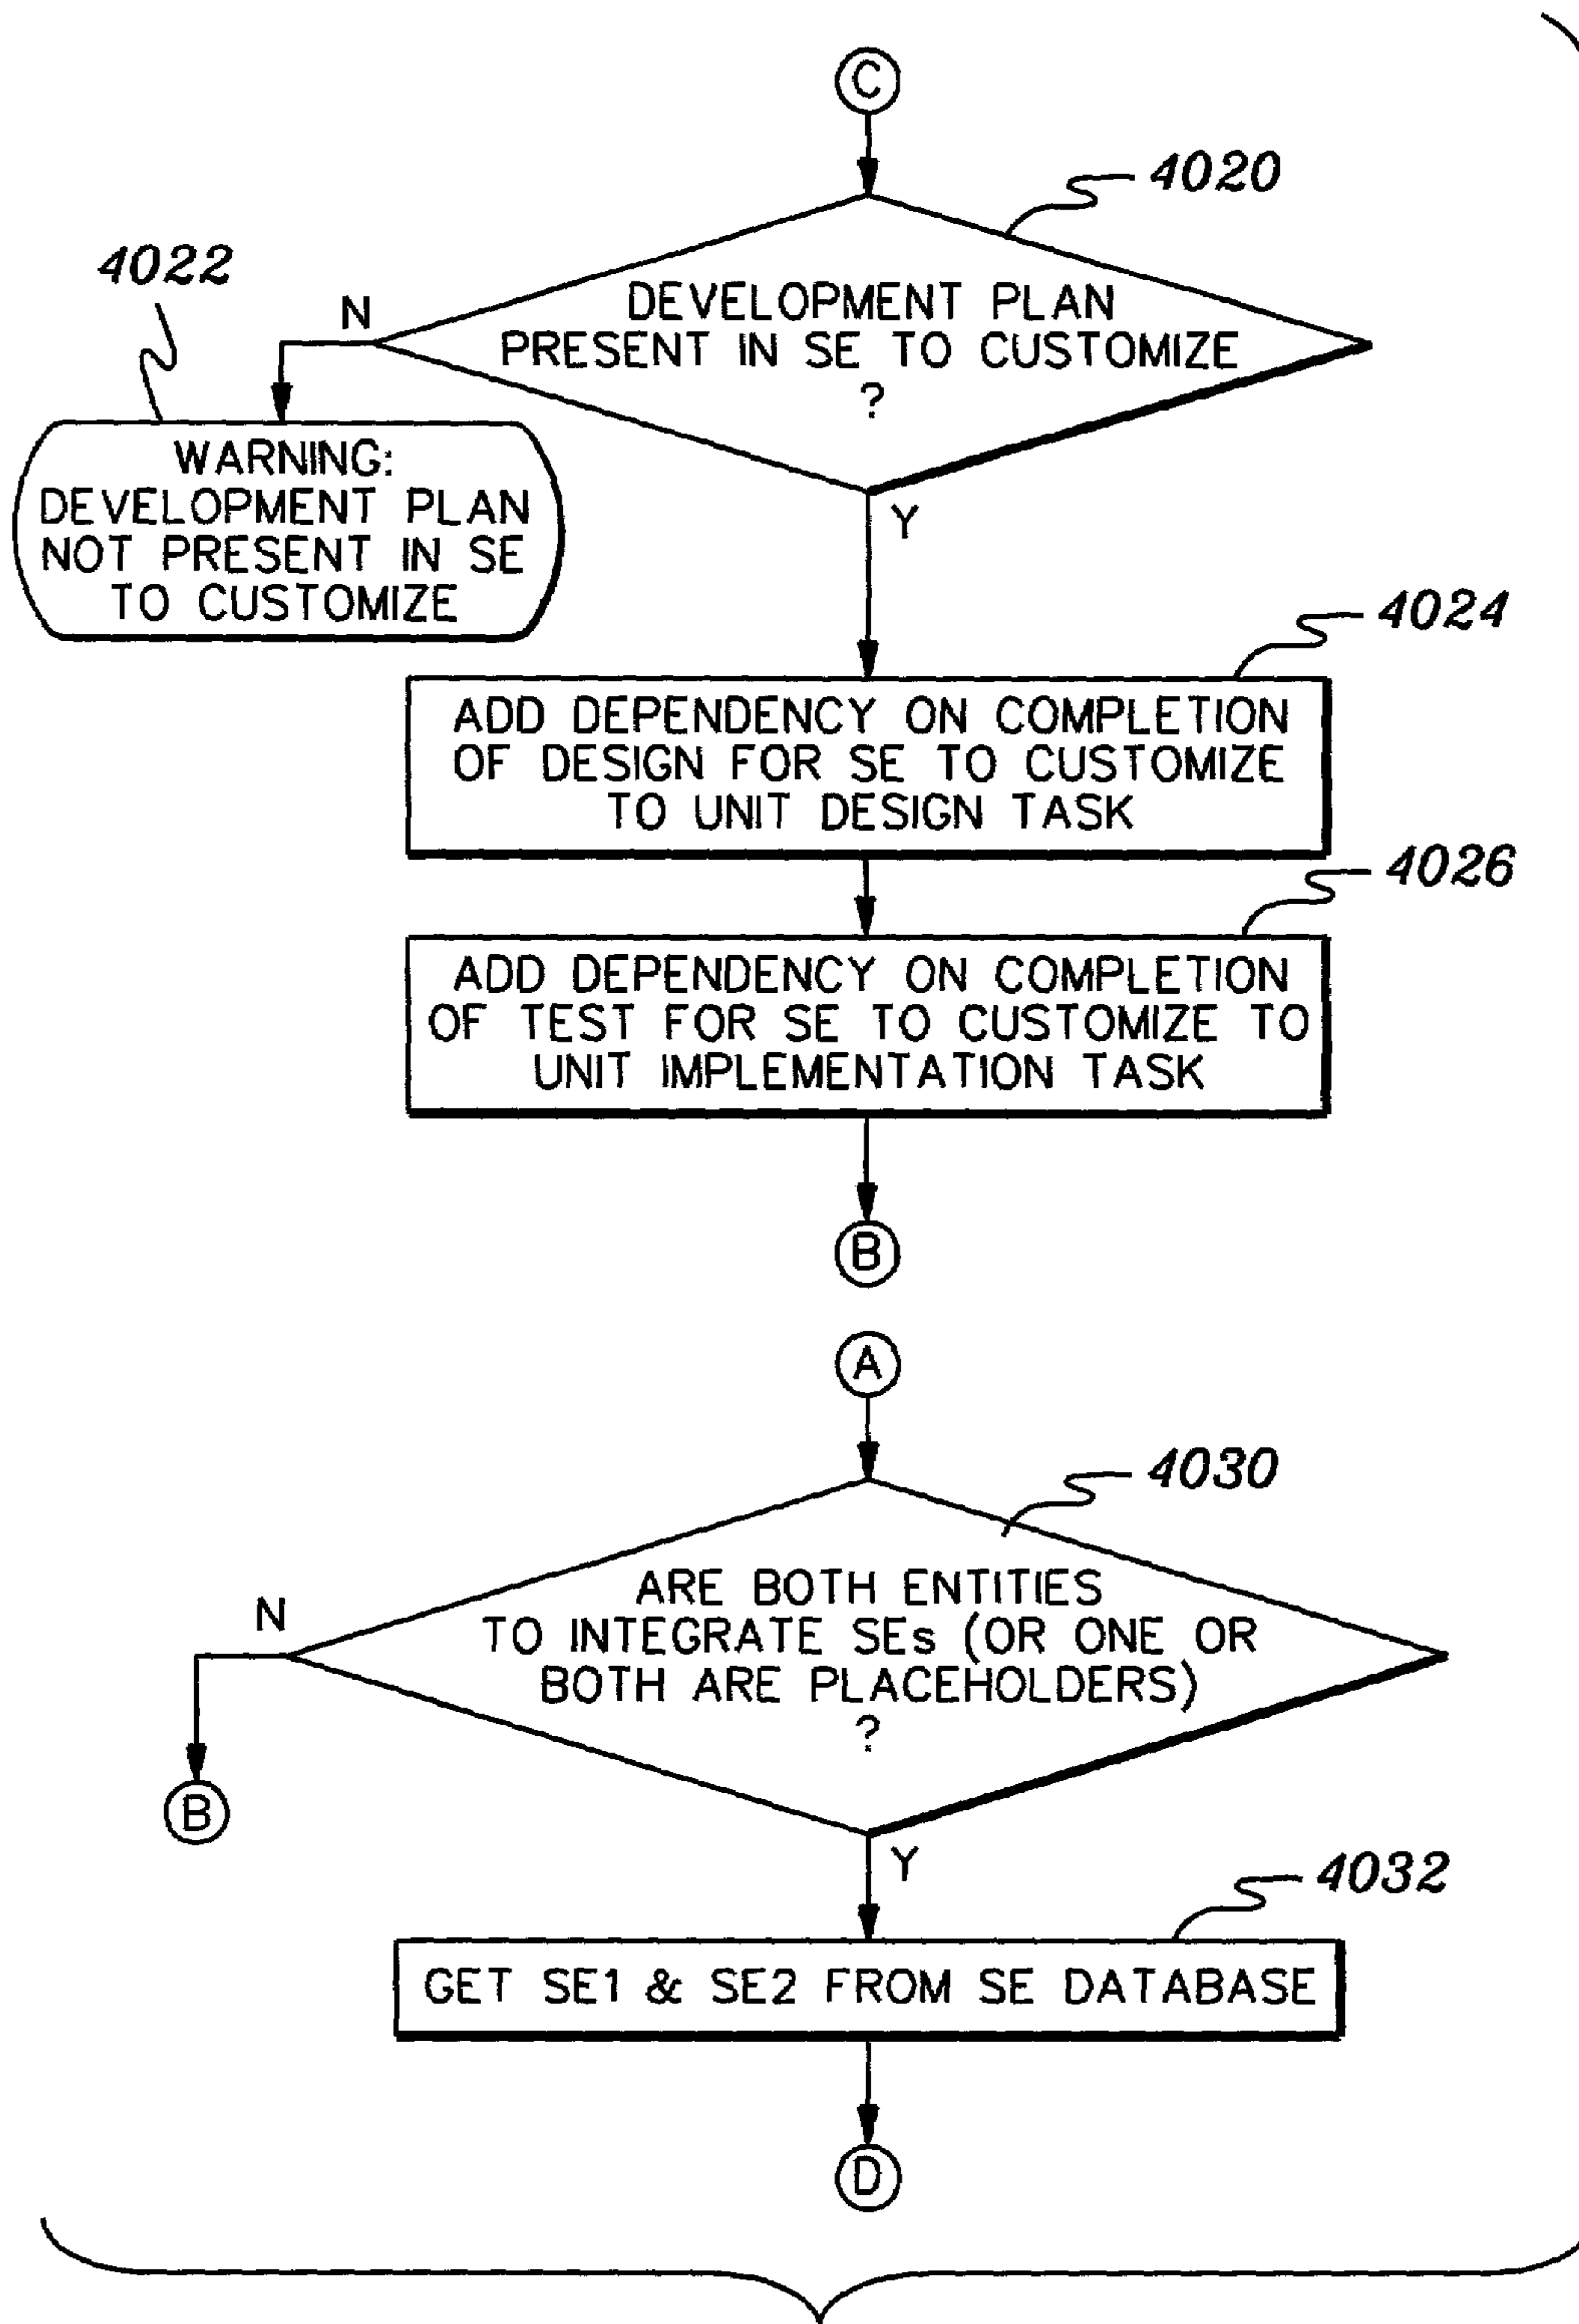 C
4020
4022
N
DEVELOPMENT PLAN
PRESENT IN SE TO CUSTOMIZE
?
WARNING:
DEVELOPMENT PLAN
NOT PRESENT IN SE
TO CUSTOMIZE
Y
4024
ADD DEPENDENCY ON COMPLETION
OF DESIGN FOR SE TO CUSTOMIZE
TO UNIT DESIGN TASK
4026
ADD DEPENDENCY ON COMPLETION
OF TEST FOR SE TO CUSTOMIZE TO
UNIT IMPLEMENTATION TASK
B
A
4030
N
ARE BOTH ENTITIES
TO INTEGRATE SEs (OR ONE OR
BOTH ARE PLACEHOLDERS)
?
B
Y
4032
GET SE1 & SE2 FROM SE DATABASE
D